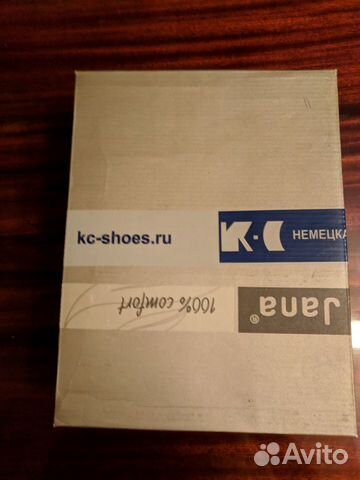 kc-shoes.ru
K·C НЕМЕЦКА
100% comfort
Jana®
Avito